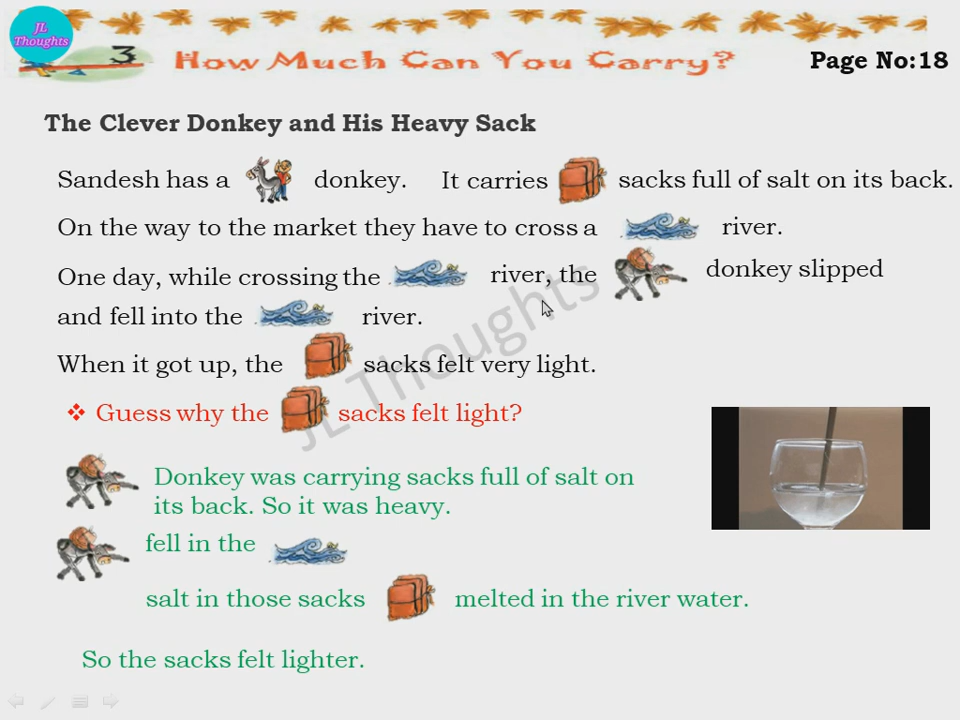 JL
Thoughts
3 How Much Can You Carry? Page No:18
The Clever Donkey and His Heavy Sack
Sandesh has a donkey. It carries sacks full of salt on its back.
On the way to the market they have to cross a river.
One day, while crossing the river, the donkey slipped
and fell into the river.
When it got up, the sacks felt very light.
❖ Guess why the sacks felt light?
Donkey was carrying sacks full of salt on
its back. So it was heavy.
fell in the
salt in those sacks melted in the river water.
So the sacks felt lighter.
JL Thoughts